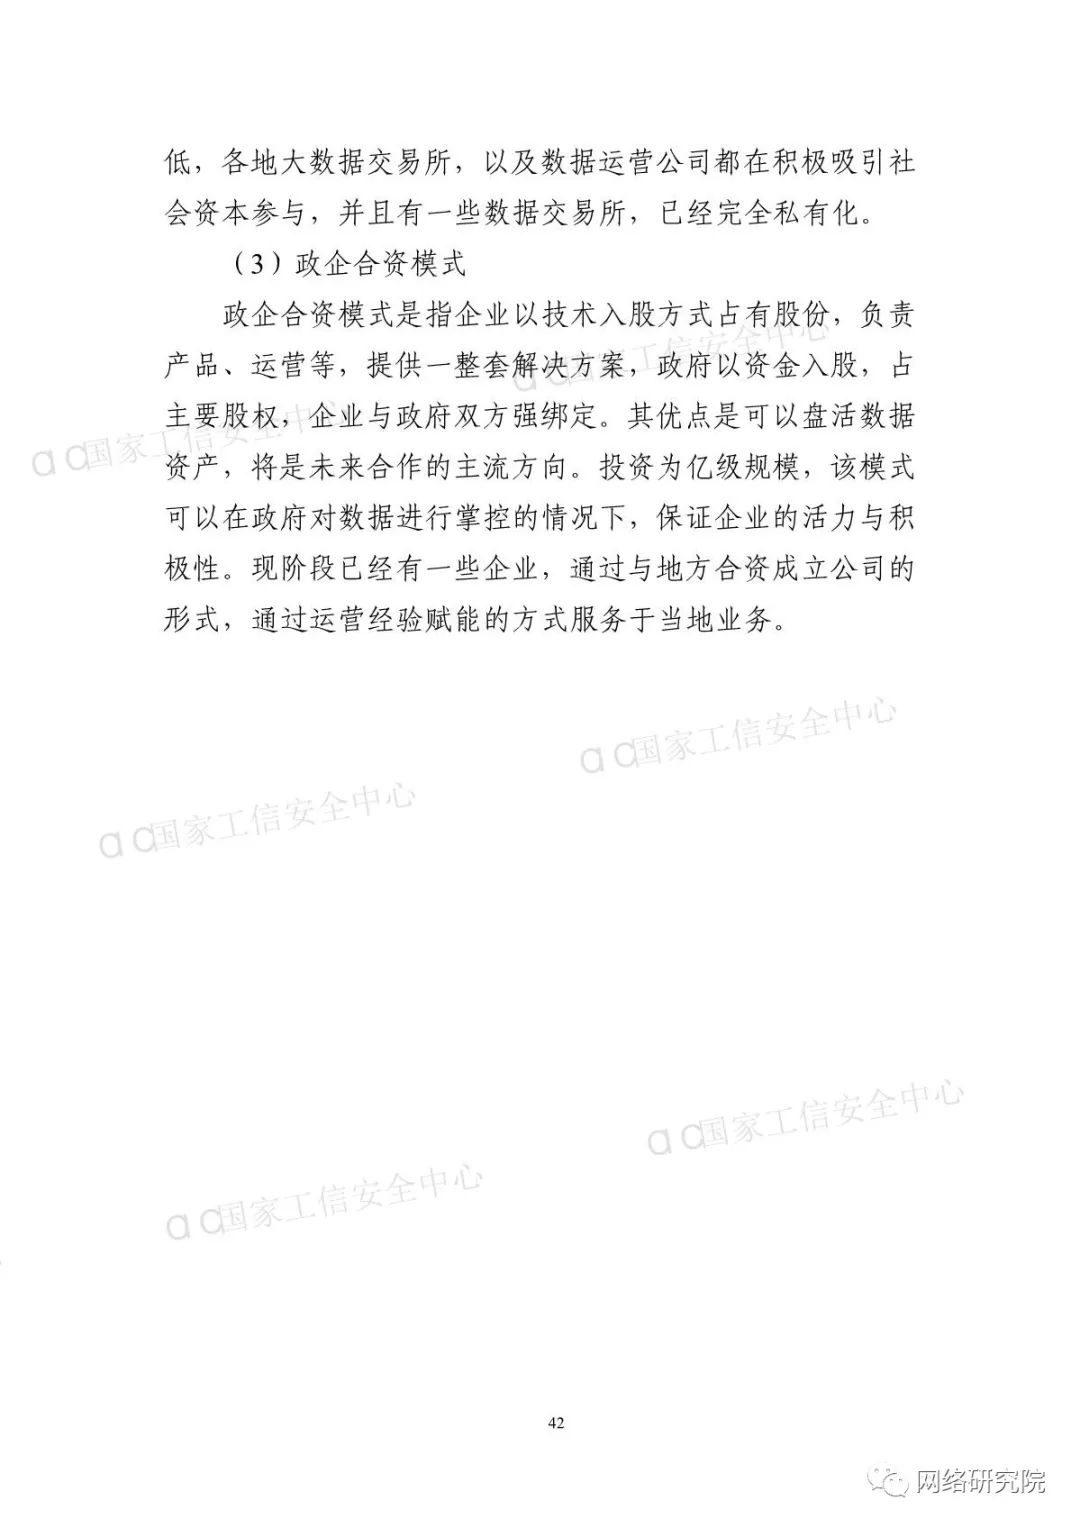 低，各地大数据交易所，以及数据运营公司都在积极吸引社
会资本参与，并且有一些数据交易所，已经完全私有化。
（3）政企合资模式
政企合资模式是指企业以技术入股方式占有股份，负责
产品、运营等，提供一整套解决方案，政府以资金入股，占
主要股权，企业与政府双方强绑定。其优点是可以盘活数据
资产，将是未来合作的主流方向。投资为亿级规模，该模式
可以在政府对数据进行掌控的情况下，保证企业的活力与积
极性。现阶段已经有一些企业，通过与地方合资成立公司的
形式，通过运营经验赋能的方式服务于当地业务。
国家工信安全中心
国家工信安全中心
国家工信安全中心
国家工信安全中心
国家工信安全中心
国家工信安全中心
42
网络研究院